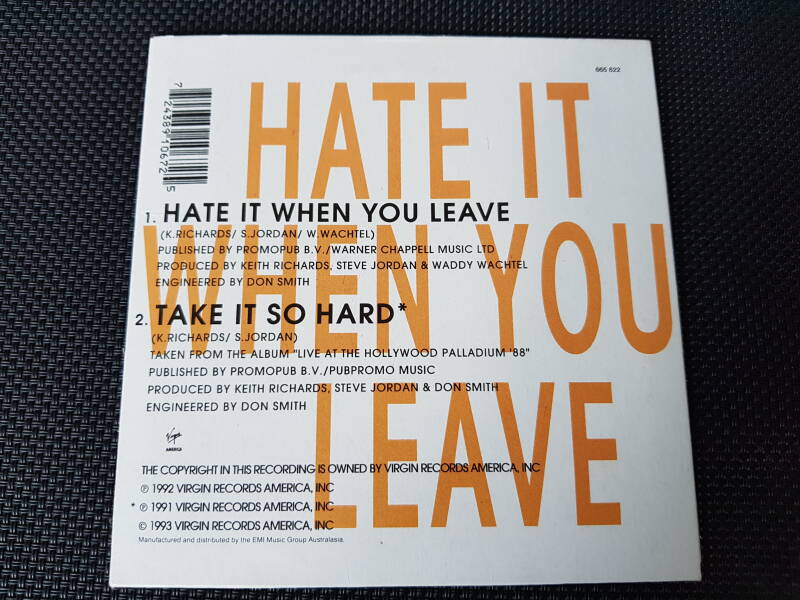 665 622
7 24389 10672 5
HATE IT
WHEN YOU
LEAVE
1. HATE IT WHEN YOU LEAVE
(K.RICHARDS/ S.JORDAN/ W.WACHTEL)
PUBLISHED BY PROMOPUB B.V./WARNER CHAPPELL MUSIC LTD
PRODUCED BY KEITH RICHARDS, STEVE JORDAN & WADDY WACHTEL
ENGINEERED BY DON SMITH
2. TAKE IT SO HARD*
(K.RICHARDS/ S.JORDAN)
TAKEN FROM THE ALBUM "LIVE AT THE HOLLYWOOD PALLADIUM '88"
PUBLISHED BY PROMOPUB B.V./PUBPROMO MUSIC
PRODUCED BY KEITH RICHARDS, STEVE JORDAN & DON SMITH
ENGINEERED BY DON SMITH
Virgin
AMERICA
THE COPYRIGHT IN THIS RECORDING IS OWNED BY VIRGIN RECORDS AMERICA, INC
℗ 1992 VIRGIN RECORDS AMERICA, INC
* ℗ 1991 VIRGIN RECORDS AMERICA, INC
© 1993 VIRGIN RECORDS AMERICA, INC
Manufactured and distributed by the EMI Music Group Australasia.